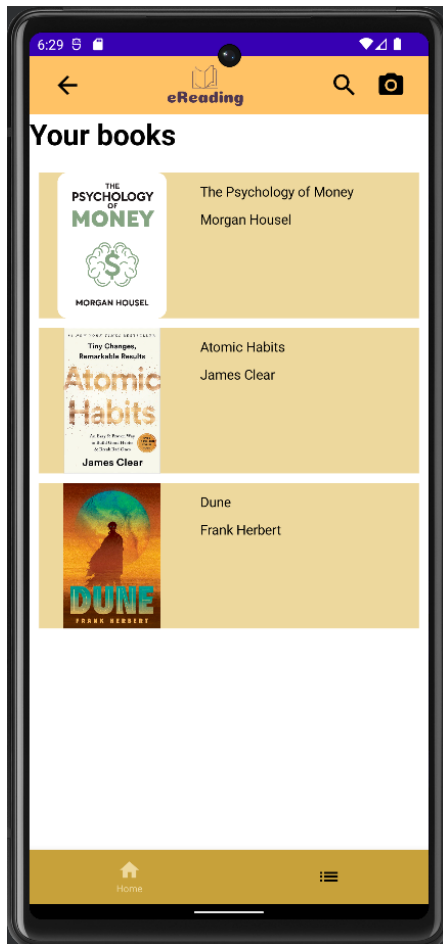 6:29
eReading
Your books
THE
PSYCHOLOGY
OF
MONEY
$
MORGAN HOUSEL
The Psychology of Money
Morgan Housel
Tiny Changes,
Remarkable Results
Atomic
Habits
James Clear
Atomic Habits
James Clear
DUNE
FRANK HERBERT
Dune
Frank Herbert
Home